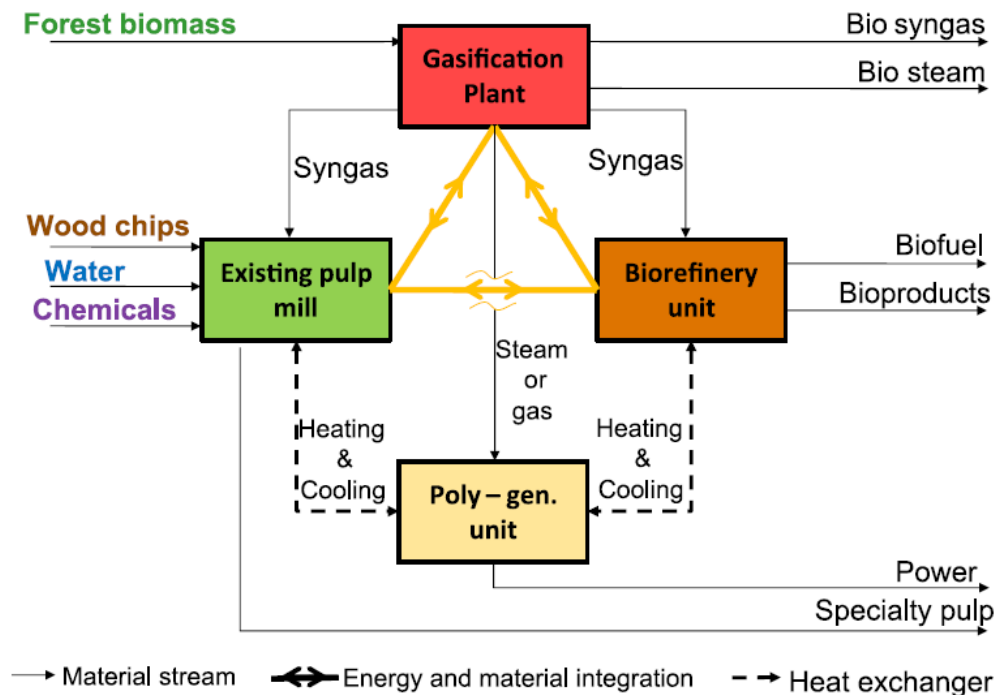 Forest biomass
Gasification
Plant
Bio syngas
Bio steam
Syngas
Syngas
Wood chips
Water
Chemicals
Existing pulp
mill
Biorefinery
unit
Biofuel
Bioproducts
Steam
or
gas
Heating
&
Cooling
Heating
&
Cooling
Poly – gen.
unit
Power
Specialty pulp
Material stream
Energy and material integration
Heat exchanger